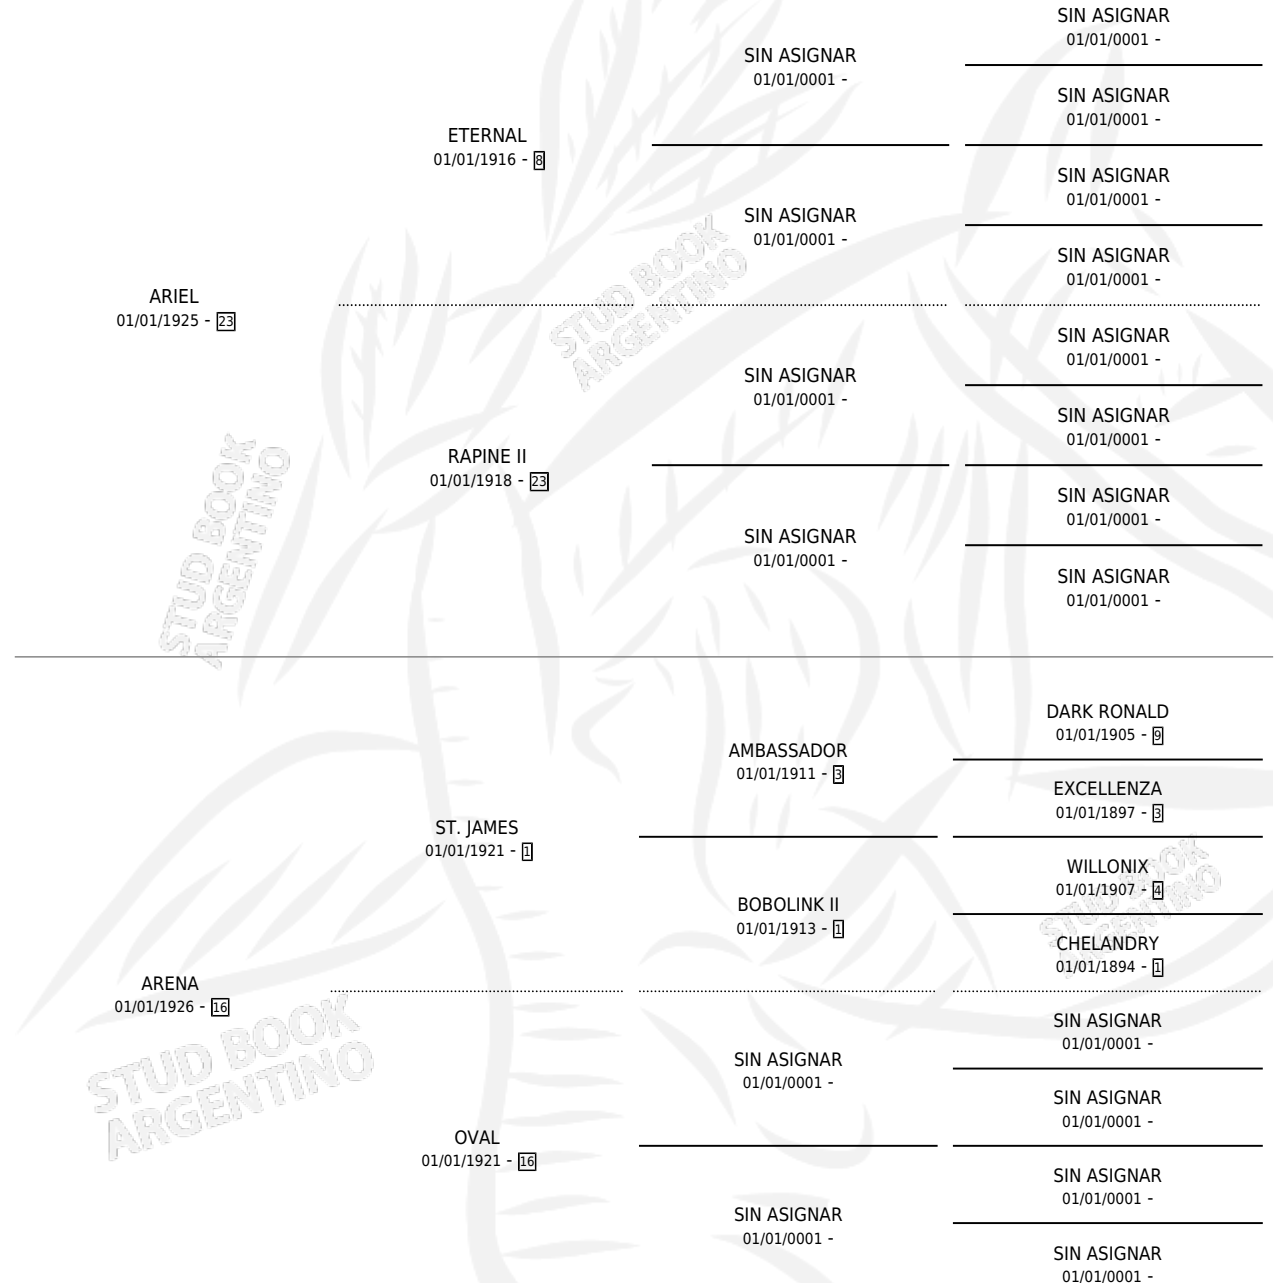 SIN ASIGNAR
01/01/0001 -
SIN ASIGNAR
01/01/0001 -
SIN ASIGNAR
01/01/0001 -
ETERNAL
01/01/1916 - 8
SIN ASIGNAR
01/01/0001 -
SIN ASIGNAR
01/01/0001 -
SIN ASIGNAR
01/01/0001 -
ARIEL
01/01/1925 - 23
SIN ASIGNAR
01/01/0001 -
SIN ASIGNAR
01/01/0001 -
SIN ASIGNAR
01/01/0001 -
RAPINE II
01/01/1918 - 23
SIN ASIGNAR
01/01/0001 -
SIN ASIGNAR
01/01/0001 -
SIN ASIGNAR
01/01/0001 -
STUD BOOK
ARGENTINO
STUD BOOK
ARGENTINO
DARK RONALD
01/01/1905 - 9
AMBASSADOR
01/01/1911 - 3
EXCELLENZA
01/01/1897 - 3
ST. JAMES
01/01/1921 - 1
WILLONIX
01/01/1907 - 4
BOBOLINK II
01/01/1913 - 1
CHELANDRY
01/01/1894 - 1
STUD BOOK
ARGENTINO
ARENA
01/01/1926 - 16
SIN ASIGNAR
01/01/0001 -
SIN ASIGNAR
01/01/0001 -
SIN ASIGNAR
01/01/0001 -
OVAL
01/01/1921 - 16
SIN ASIGNAR
01/01/0001 -
SIN ASIGNAR
01/01/0001 -
SIN ASIGNAR
01/01/0001 -
STUD BOOK
ARGENTINO